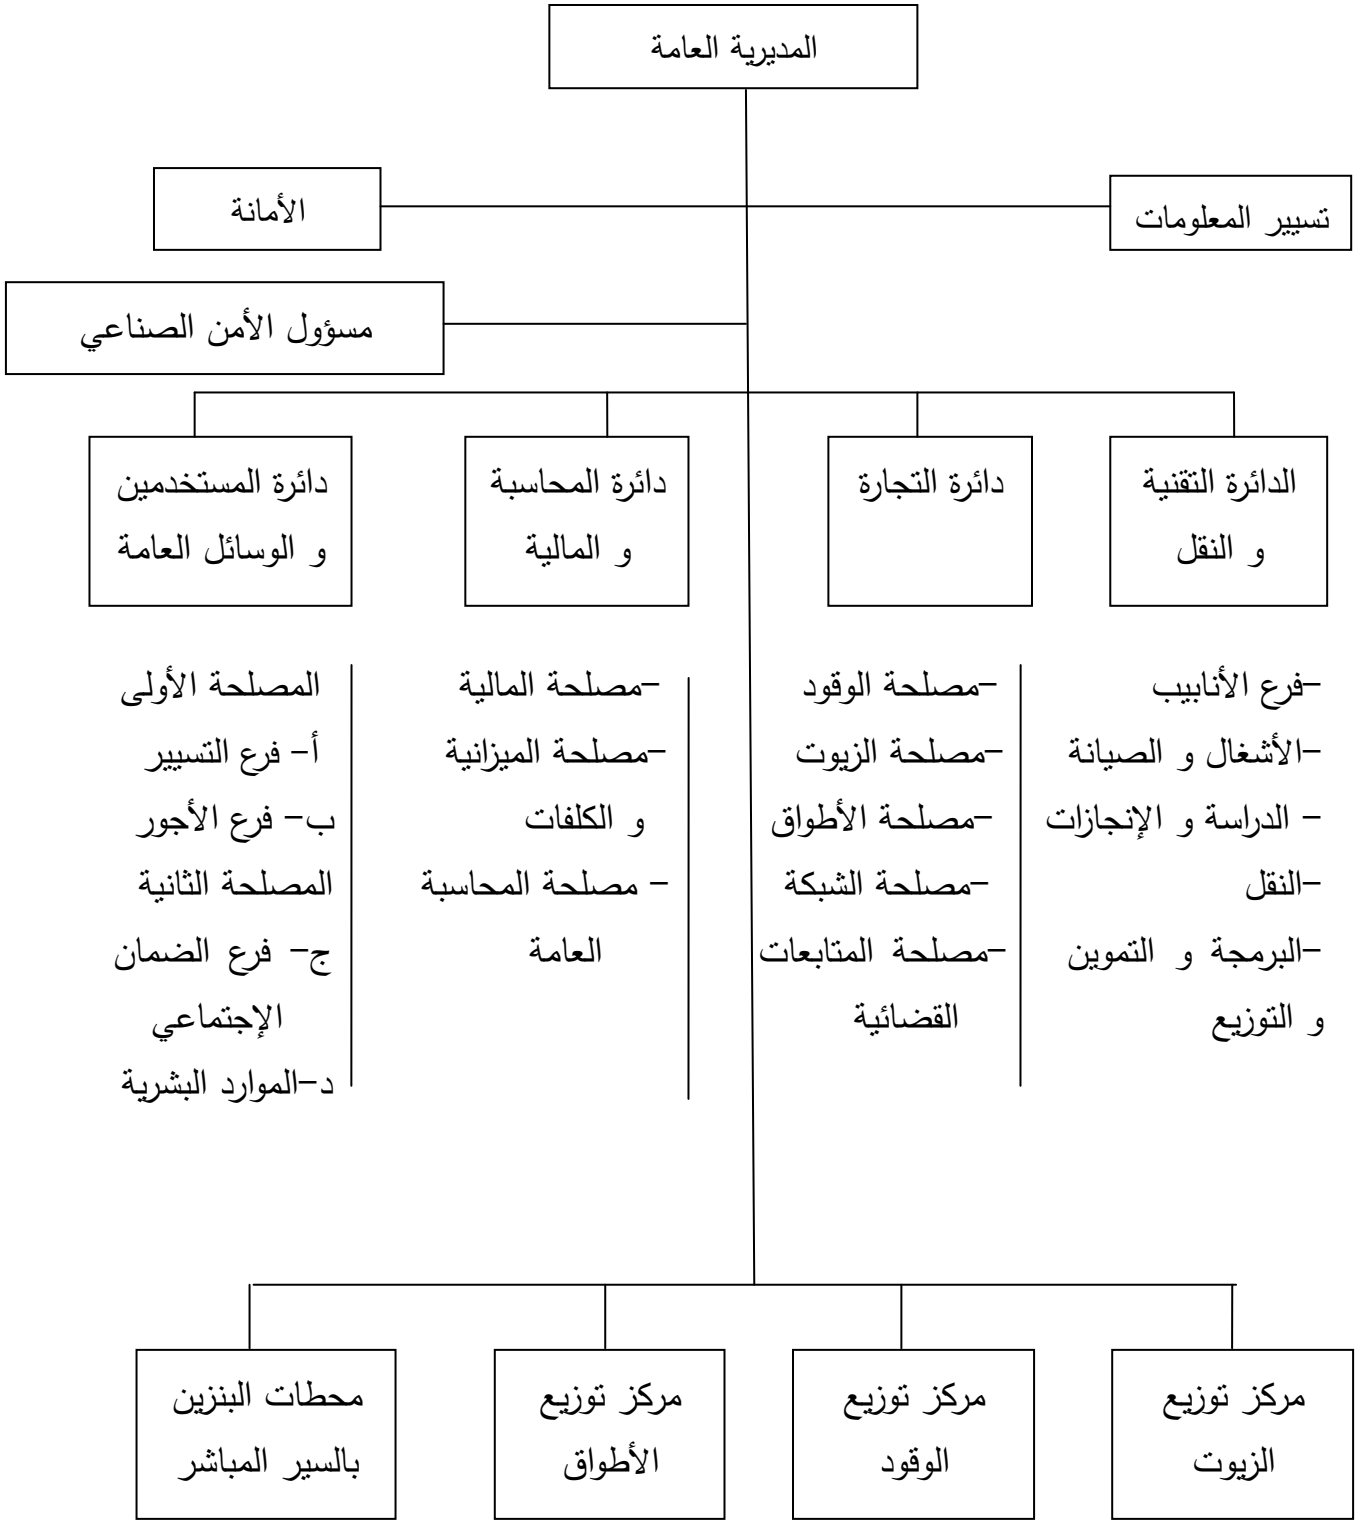 المديرية العامة
تسيير المعلومات
الأمانة
مسؤول الأمن الصناعي
الدائرة التقنية
و النقل
دائرة التجارة
دائرة المحاسبة
و المالية
دائرة المستخدمين
و الوسائل العامة
-فرع الأنابيب
-الأشغال و الصيانة
- الدراسة و الإنجازات
-النقل
-البرمجة و التموين
و التوزيع
-مصلحة الوقود
-مصلحة الزيوت
-مصلحة الأطواق
-مصلحة الشبكة
-مصلحة المتابعات
القضائية
-مصلحة المالية
-مصلحة الميزانية
و الكلفات
- مصلحة المحاسبة
العامة
المصلحة الأولى
أ- فرع التسيير
ب- فرع الأجور
المصلحة الثانية
ج- فرع الضمان
الإجتماعي
د-الموارد البشرية
مركز توزيع
الزيوت
مركز توزيع
الوقود
مركز توزيع
الأطواق
محطات البنزين
بالسير المباشر